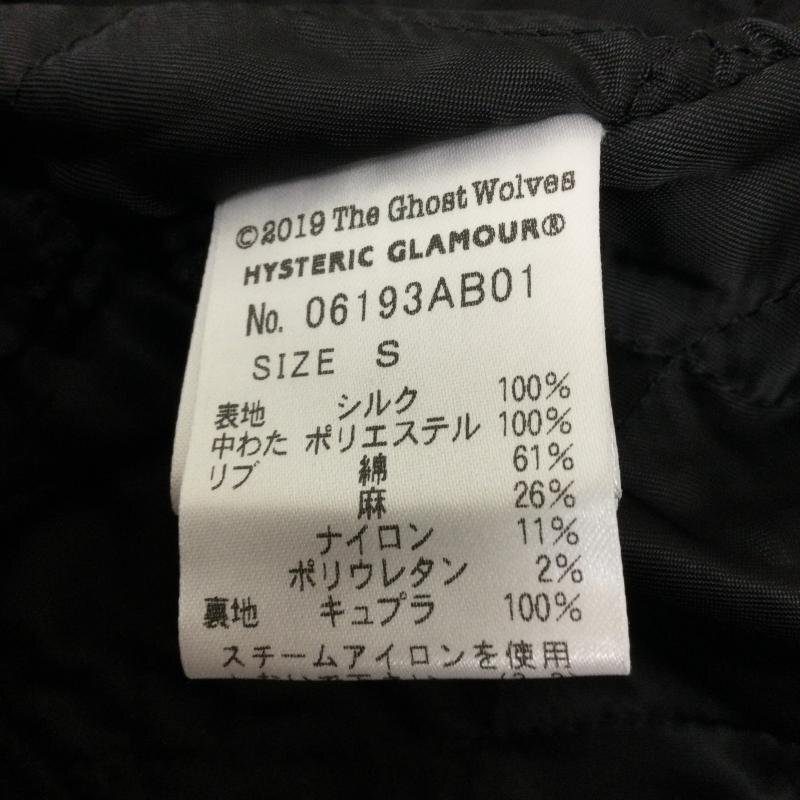 ©2019 The Ghost Wolves
HYSTERIC GLAMOUR®
No. 06193AB01
SIZE S
表地 シルク 100%
中わた ポリエステル 100%
リブ 綿 61%
麻 26%
ナイロン 11%
ポリウレタン 2%
裏地 キュプラ 100%
スチームアイロンを使用